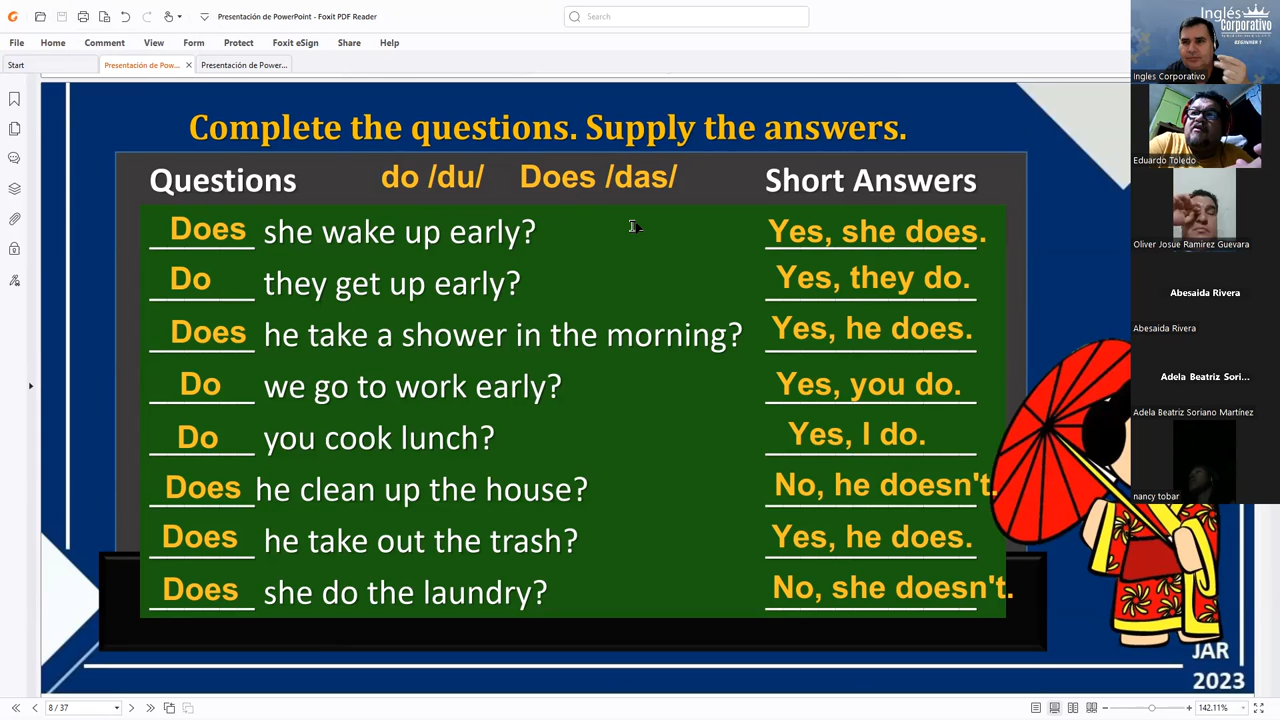 Presentación de PowerPoint - Foxit PDF Reader
Search
File Home Comment View Form Protect Foxit eSign Share Help
Start
Presentación de Pow...
Presentación de Power...
Complete the questions. Supply the answers.
Questions do /du/ Does /das/ Short Answers
Does she wake up early? Yes, she does.
Do they get up early? Yes, they do.
Does he take a shower in the morning? Yes, he does.
Do we go to work early? Yes, you do.
Do you cook lunch? Yes, I do.
Does he clean up the house? No, he doesn't.
Does he take out the trash? Yes, he does.
Does she do the laundry? No, she doesn't.
JAR
2023
Inglés
Corporativo
BEGINNER 1
Ingles Corporativo
Eduardo Toledo
Oliver Josue Ramirez Guevara
Abesaida Rivera
Abesaida Rivera
Adela Beatriz Sori...
Adela Beatriz Soriano Martínez
nancy tobar
8 / 37
142.11%